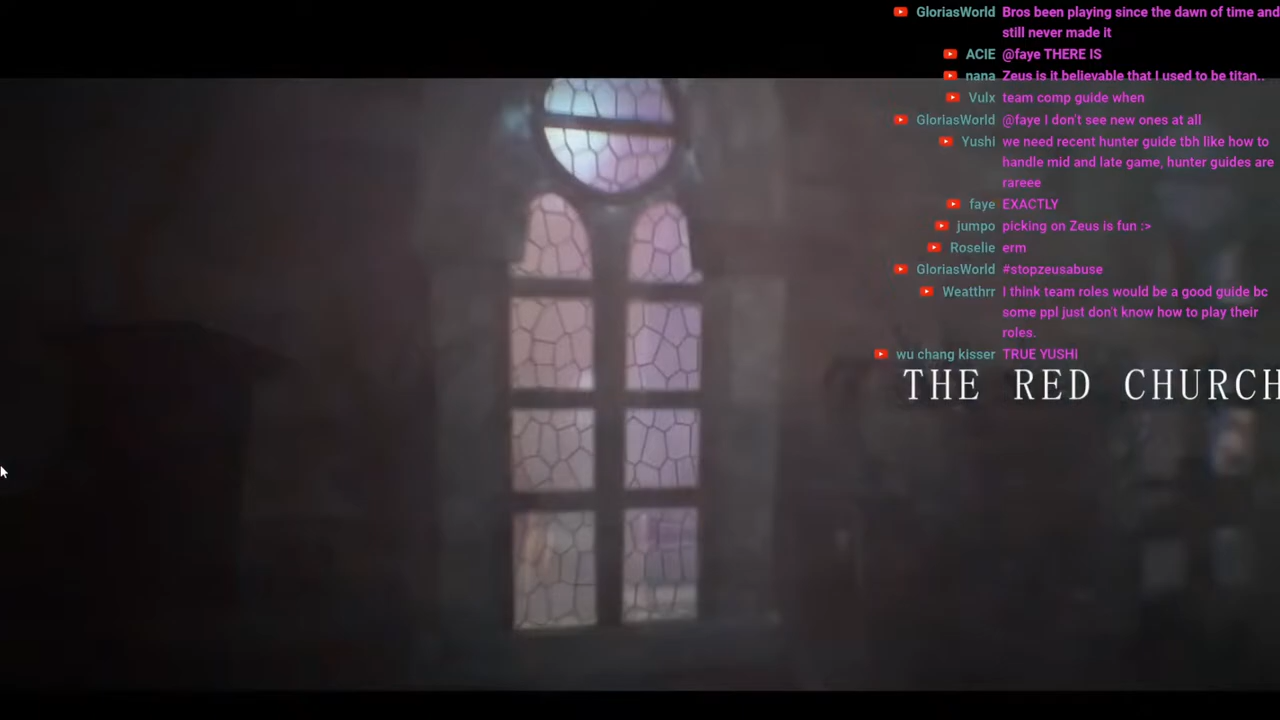 GloriasWorld Bros been playing since the dawn of time and
still never made it
ACIE @faye THERE IS
nana Zeus is it believable that I used to be titan..
Vulx team comp guide when
GloriasWorld @faye I don't see new ones at all
Yushi we need recent hunter guide tbh like how to
handle mid and late game, hunter guides are
rareee
faye EXACTLY
jumpo picking on Zeus is fun :>
Roselie erm
GloriasWorld #stopzeusabuse
Weatthrr I think team roles would be a good guide bc
some ppl just don't know how to play their
roles.
wu chang kisser TRUE YUSHI
THE RED CHURCH